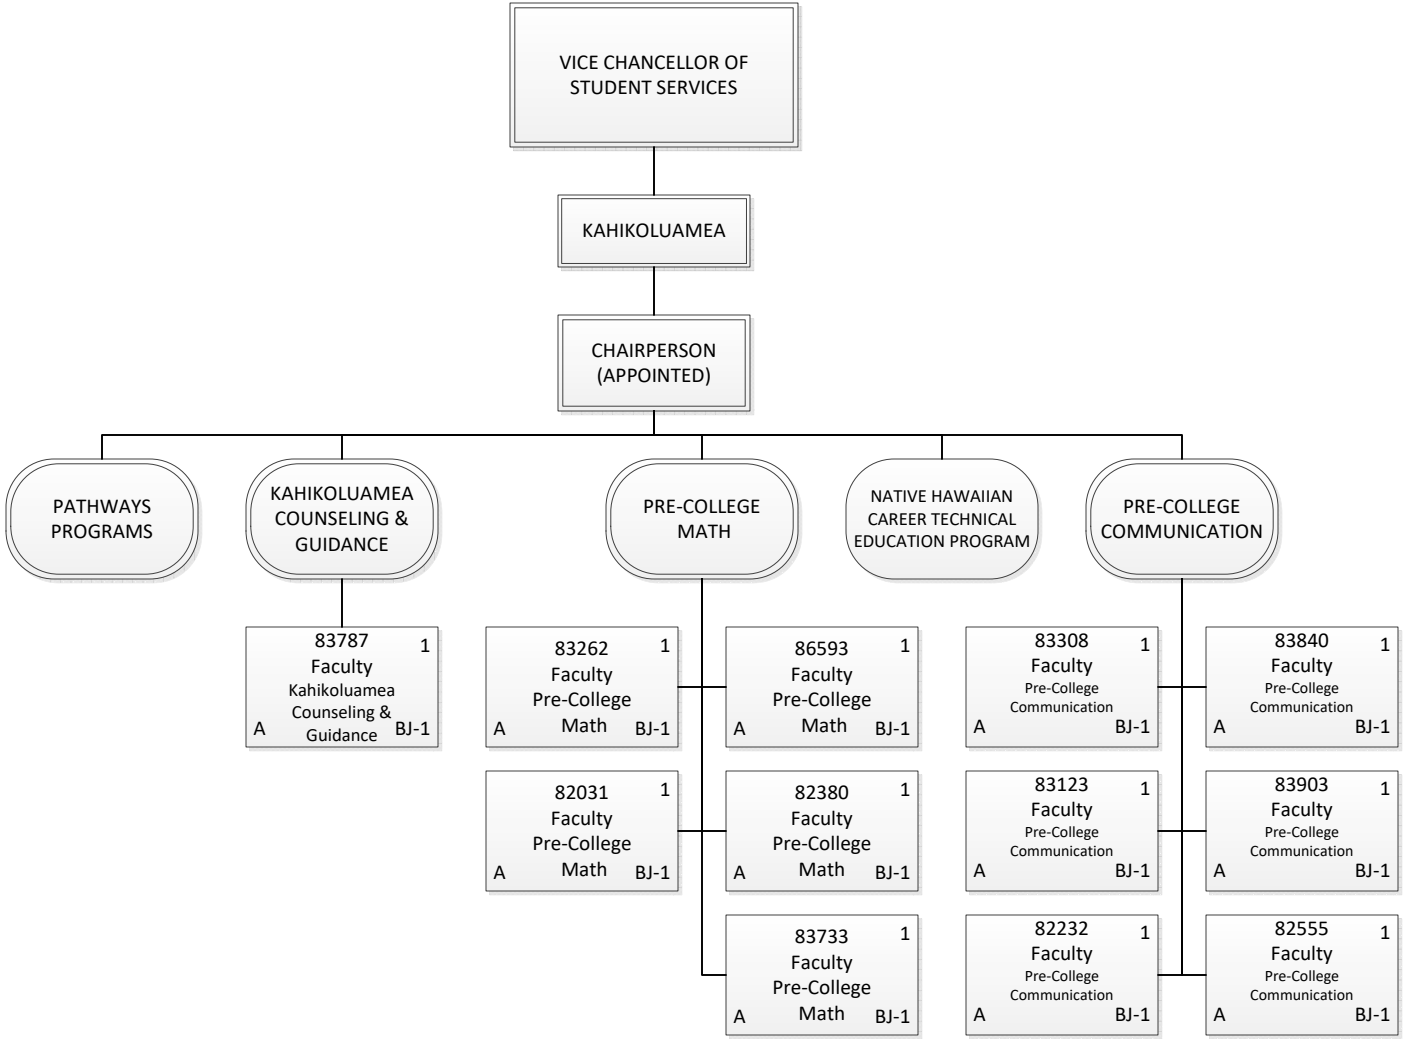 VICE CHANCELLOR OF
STUDENT SERVICES
KAHIKOLUAMEA
CHAIRPERSON
(APPOINTED)
PATHWAYS
PROGRAMS
KAHIKOLUAMEA
COUNSELING &
GUIDANCE
PRE-COLLEGE
MATH
NATIVE HAWAIIAN
CAREER TECHNICAL
EDUCATION PROGRAM
PRE-COLLEGE
COMMUNICATION
83787 1
Faculty
Kahikoluamea
Counseling &
A Guidance BJ-1
83262 1
Faculty
Pre-College
A Math BJ-1
86593 1
Faculty
Pre-College
A Math BJ-1
83308 1
Faculty
Pre-College
Communication
A BJ-1
83840 1
Faculty
Pre-College
Communication
A BJ-1
82031 1
Faculty
Pre-College
A Math BJ-1
82380 1
Faculty
Pre-College
A Math BJ-1
83123 1
Faculty
Pre-College
Communication
A BJ-1
83903 1
Faculty
Pre-College
Communication
A BJ-1
83733 1
Faculty
Pre-College
A Math BJ-1
82232 1
Faculty
Pre-College
Communication
A BJ-1
82555 1
Faculty
Pre-College
Communication
A BJ-1